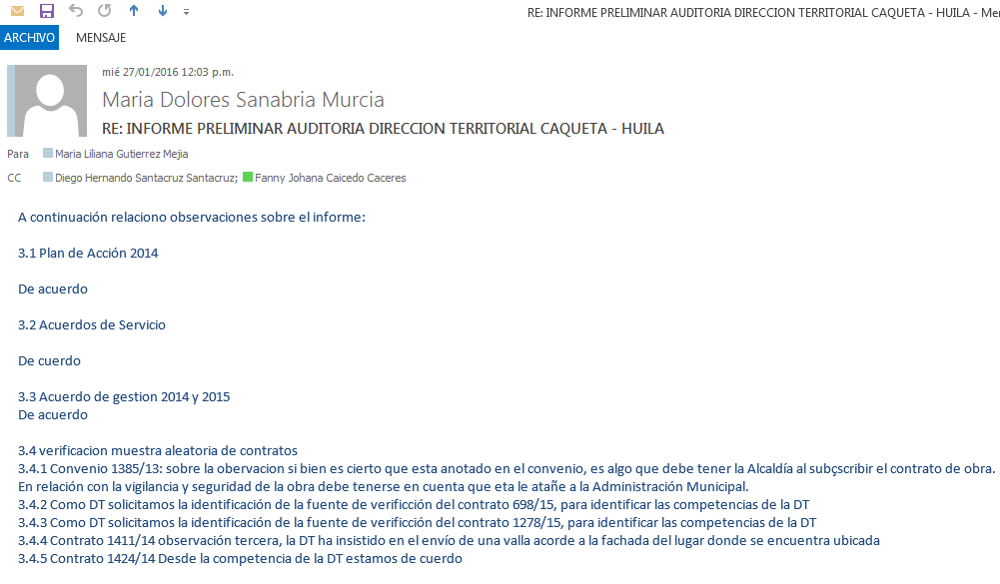 RE: INFORME PRELIMINAR AUDITORIA DIRECCION TERRITORIAL CAQUETA - HUILA - Mer
ARCHIVO MENSAJE
mié 27/01/2016 12:03 p.m.
Maria Dolores Sanabria Murcia
RE: INFORME PRELIMINAR AUDITORIA DIRECCION TERRITORIAL CAQUETA - HUILA
Para Maria Liliana Gutierrez Mejia
CC Diego Hernando Santacruz Santacruz; Fanny Johana Caicedo Caceres
A continuación relaciono observaciones sobre el informe:
3.1 Plan de Acción 2014
De acuerdo
3.2 Acuerdos de Servicio
De cuerdo
3.3 Acuerdo de gestion 2014 y 2015
De acuerdo
3.4 verificacion muestra aleatoria de contratos
3.4.1 Convenio 1385/13: sobre la obervacion si bien es cierto que esta anotado en el convenio, es algo que debe tener la Alcaldía al subçscribir el contrato de obra.
En relación con la vigilancia y seguridad de la obra debe tenerse en cuenta que eta le atañe a la Administración Municipal.
3.4.2 Como DT solicitamos la identificación de la fuente de verificción del contrato 698/15, para identificar las competencias de la DT
3.4.3 Como DT solicitamos la identificación de la fuente de verificción del contrato 1278/15, para identificar las competencias de la DT
3.4.4 Contrato 1411/14 observación tercera, la DT ha insistido en el envío de una valla acorde a la fachada del lugar donde se encuentra ubicada
3.4.5 Contrato 1424/14 Desde la competencia de la DT estamos de cuerdo